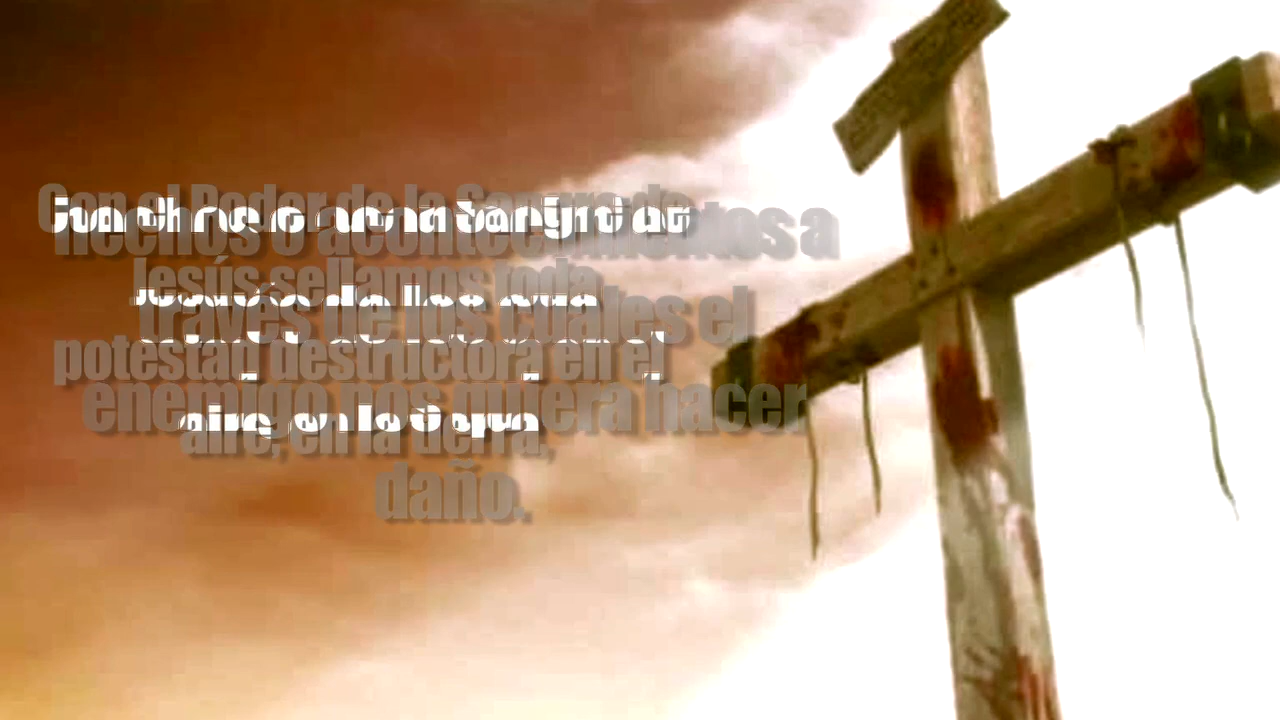 Con el Poder de la Sangre de
hechos o acontecimientos a
Jesús sellamos toda
través de los cuales el
potestad destructora en el
enemigo nos quiera hacer
aire, en la tierra,
daño.